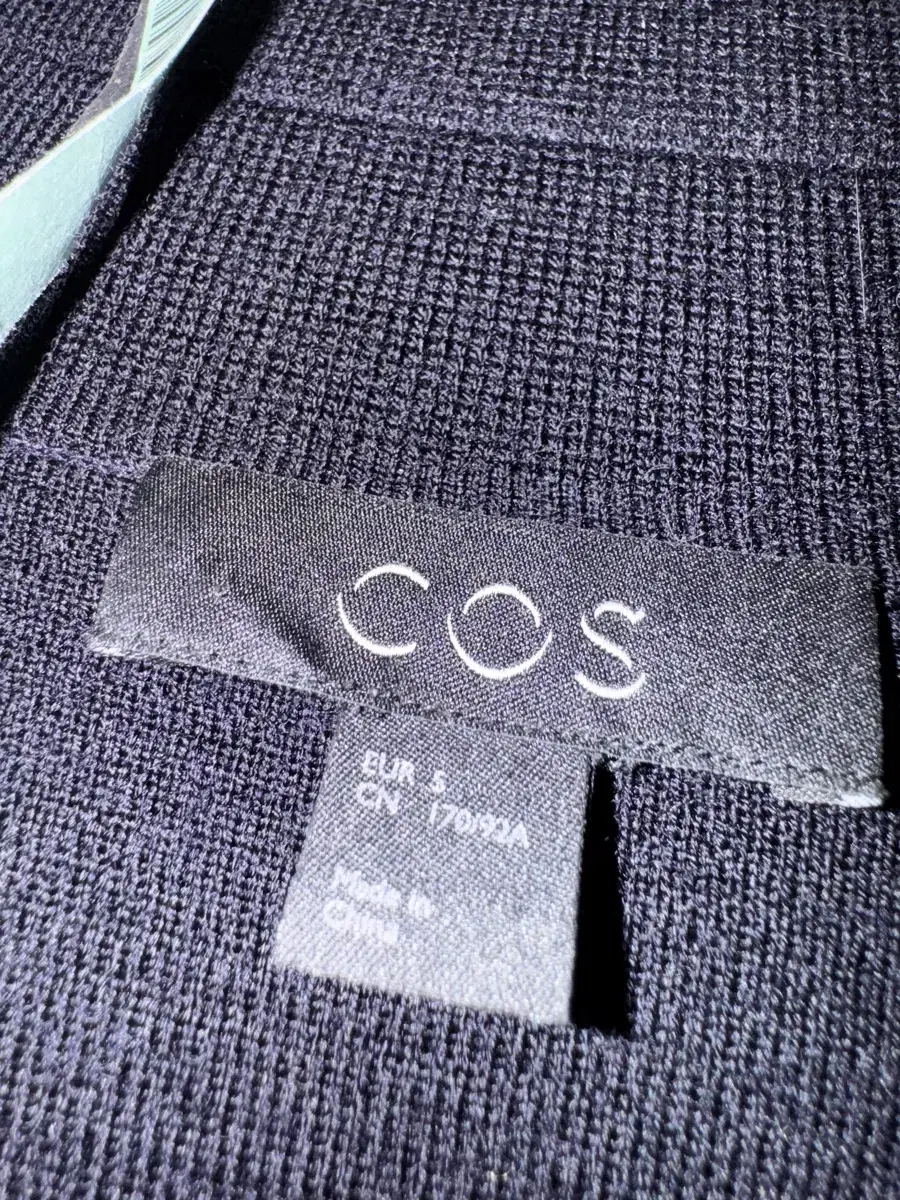 COS
EUR S
CN 170/92A
Made in
China